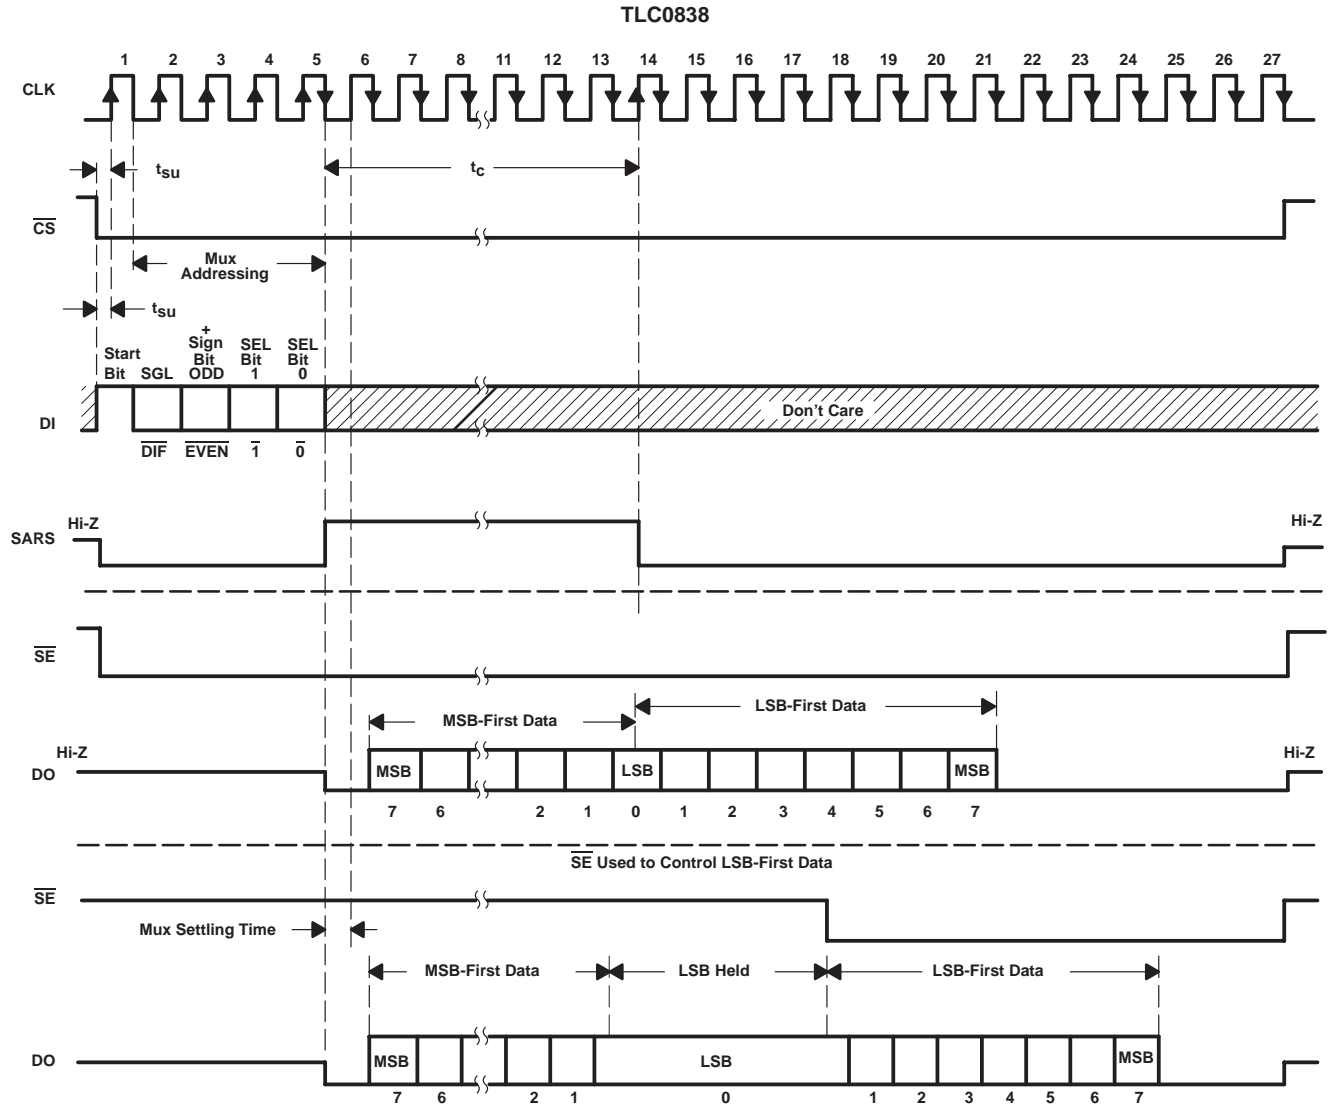 TLC0838
1 2 3 4 5 6 7 8 11 12 13 14 15 16 17 18 19 20 21 22 23 24 25 26 27
CLK
tsu
tc
CS
Mux
Addressing
tsu
Start
Bit
SGL
+
Sign
Bit
ODD
SEL
Bit
1
SEL
Bit
0
DI
Don't Care
DIF EVEN 1 0
Hi-Z
SARS
Hi-Z
SE
MSB-First Data
LSB-First Data
Hi-Z
DO
MSB LSB MSB
Hi-Z
7 6 2 1 0 1 2 3 4 5 6 7
SE Used to Control LSB-First Data
SE
Mux Settling Time
MSB-First Data LSB Held LSB-First Data
DO
MSB LSB MSB
7 6 2 1 0 1 2 3 4 5 6 7